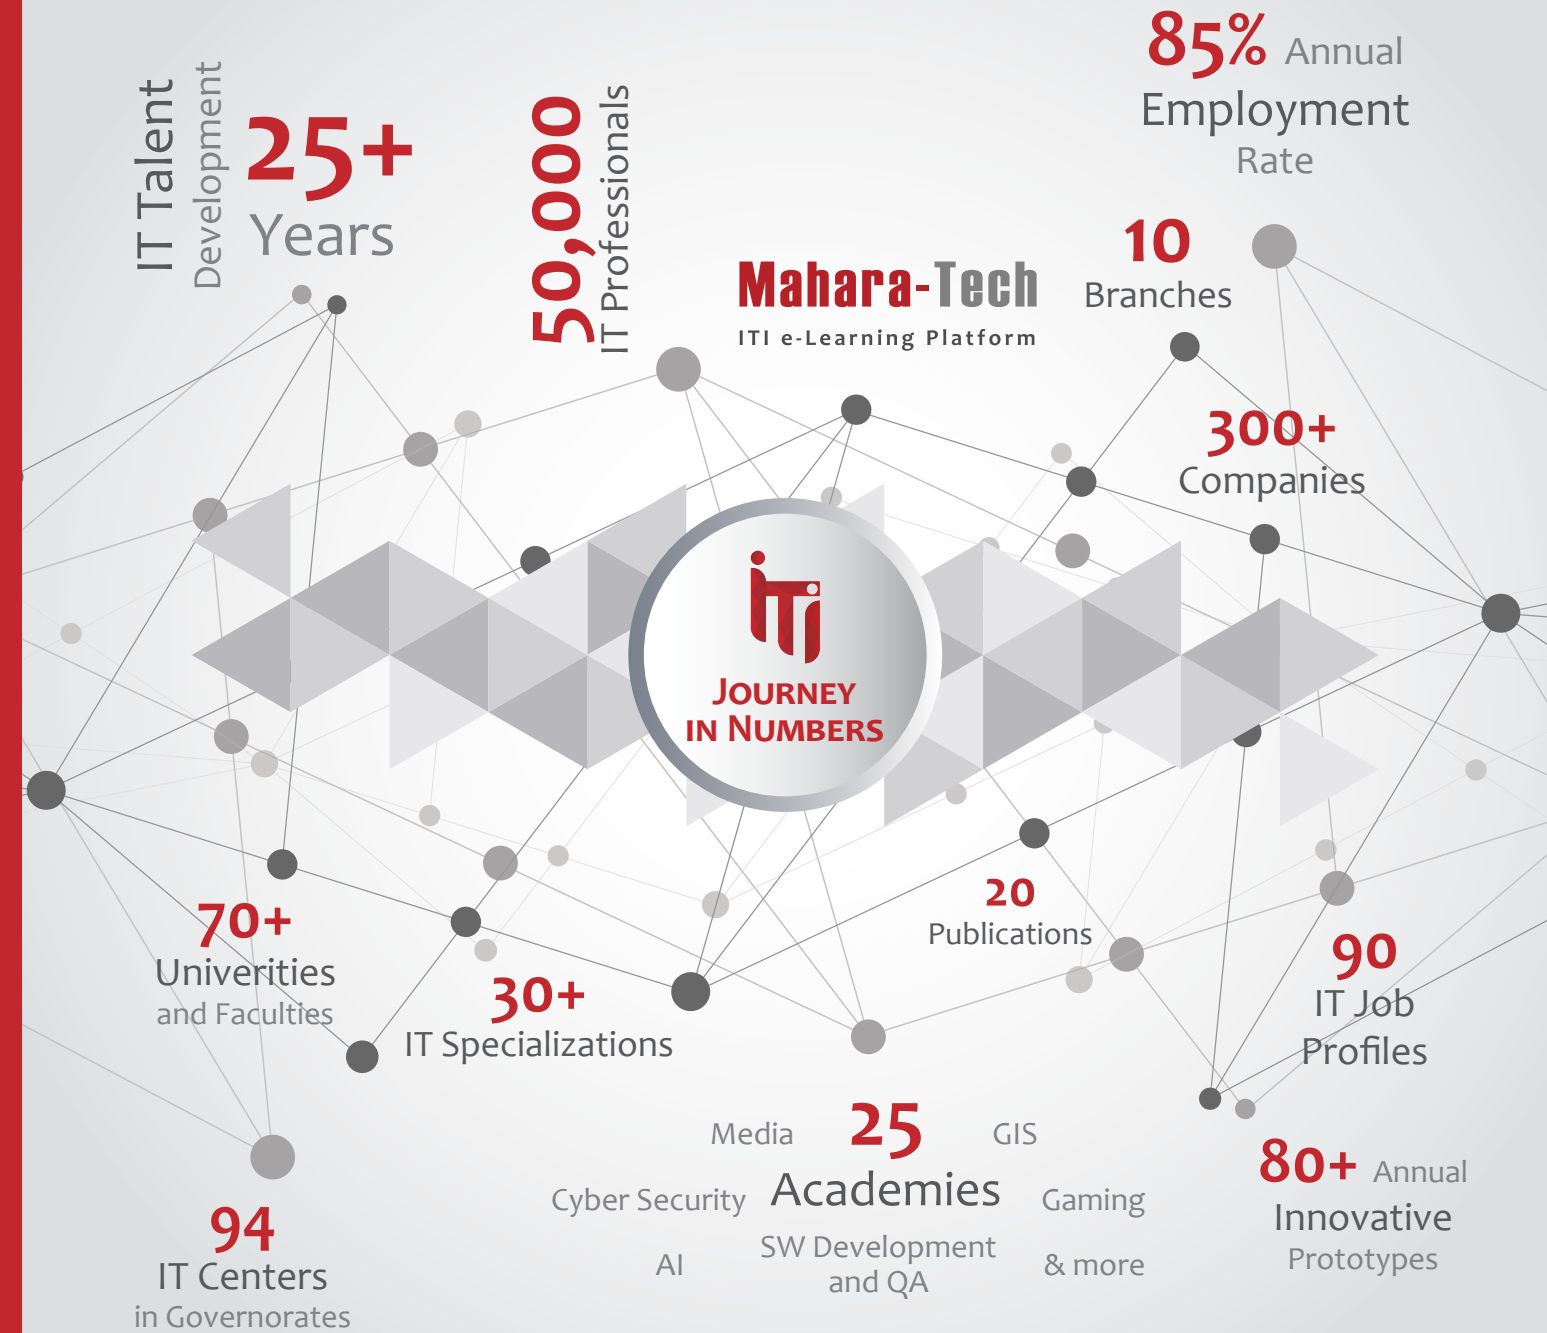 IT Talent
Development
25+
Years
50,000
IT Professionals
85% Annual
Employment
Rate
Mahara-Tech
ITI e-Learning Platform
10
Branches
300+
Companies
iTi
JOURNEY
IN NUMBERS
70+
Univerities
and Faculties
30+
IT Specializations
20
Publications
90
IT Job
Profiles
94
IT Centers
in Governorates
Media
25
GIS
Cyber Security
Academies
Gaming
AI
SW Development
and QA
& more
80+ Annual
Innovative
Prototypes